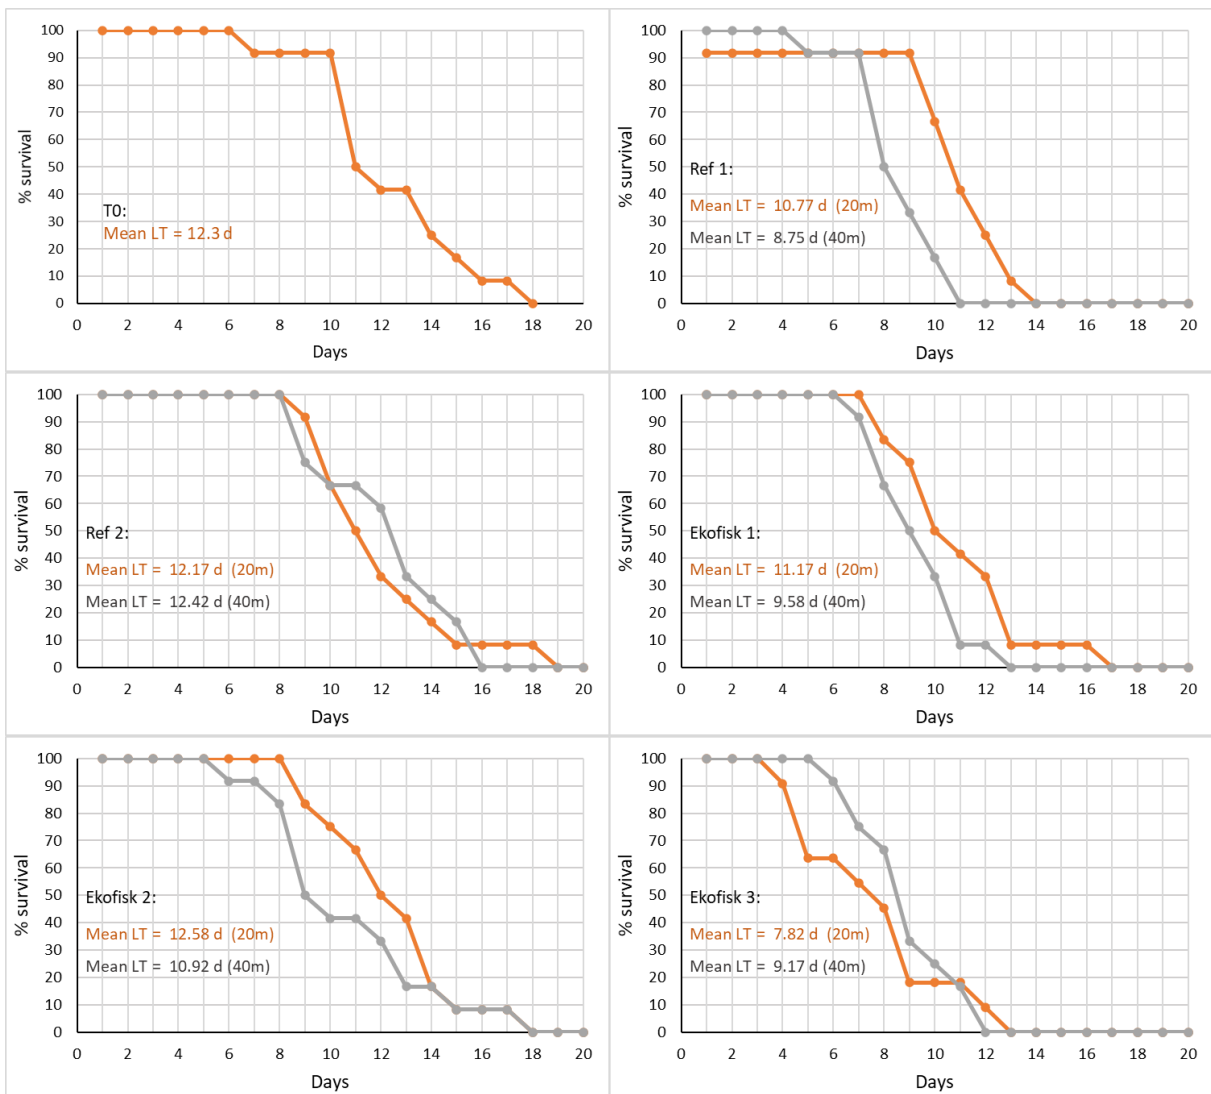 100
90
80
70
60
50
40
30
20
10
0
% survival
T0:
Mean LT = 12.3 d
0 2 4 6 8 10 12 14 16 18 20
Days
100
90
80
70
60
50
40
30
20
10
0
% survival
Ref 1:
Mean LT = 10.77 d (20m)
Mean LT = 8.75 d (40m)
0 2 4 6 8 10 12 14 16 18 20
Days
100
90
80
70
60
50
40
30
20
10
0
% survival
Ref 2:
Mean LT = 12.17 d (20m)
Mean LT = 12.42 d (40m)
0 2 4 6 8 10 12 14 16 18 20
Days
100
90
80
70
60
50
40
30
20
10
0
% survival
Ekofisk 1:
Mean LT = 11.17 d (20m)
Mean LT = 9.58 d (40m)
0 2 4 6 8 10 12 14 16 18 20
Days
100
90
80
70
60
50
40
30
20
10
0
% survival
Ekofisk 2:
Mean LT = 12.58 d (20m)
Mean LT = 10.92 d (40m)
0 2 4 6 8 10 12 14 16 18 20
Days
100
90
80
70
60
50
40
30
20
10
0
% survival
Ekofisk 3:
Mean LT = 7.82 d (20m)
Mean LT = 9.17 d (40m)
0 2 4 6 8 10 12 14 16 18 20
Days